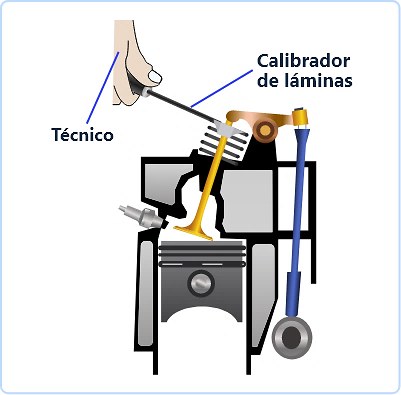 Calibrador
de láminas
Técnico